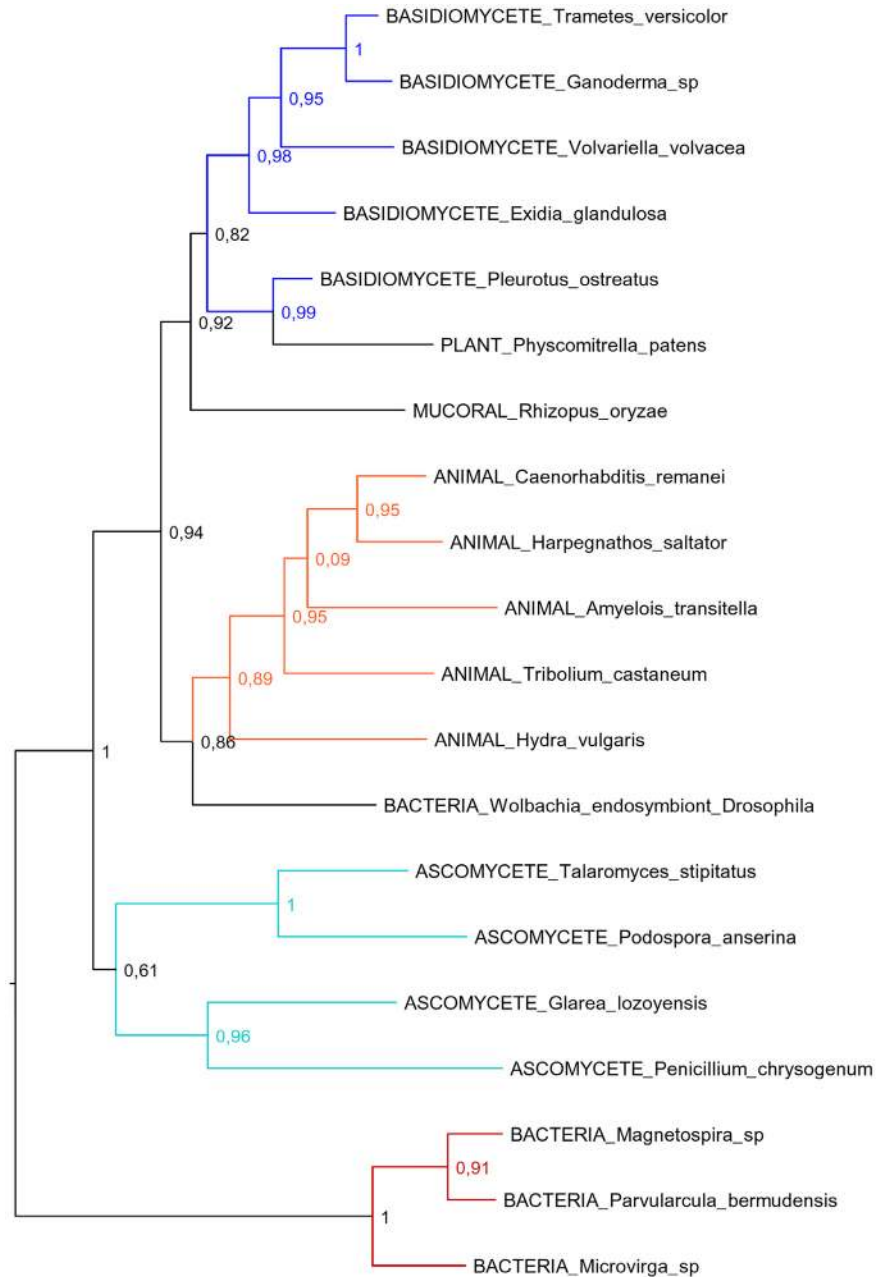 BASIDIOMYCETE_Trametes_versicolor
1
BASIDIOMYCETE_Ganoderma_sp
0,95
BASIDIOMYCETE_Volvariella_volvacea
0,98
BASIDIOMYCETE_Exidia_glandulosa
0,82
BASIDIOMYCETE_Pleurotus_ostreatus
0,99
0,92
PLANT_Physcomitrella_patens
MUCORAL_Rhizopus_oryzae
ANIMAL_Caenorhabditis_remanei
0,95
0,94
ANIMAL_Harpegnathos_saltator
0,09
ANIMAL_Amyelois_transitella
0,95
ANIMAL_Tribolium_castaneum
0,89
ANIMAL_Hydra_vulgaris
0,86
1
BACTERIA_Wolbachia_endosymbiont_Drosophila
ASCOMYCETE_Talaromyces_stipitatus
1
ASCOMYCETE_Podospora_anserina
0,61
ASCOMYCETE_Glarea_lozoyensis
0,96
ASCOMYCETE_Penicillium_chrysogenum
BACTERIA_Magnetospira_sp
0,91
BACTERIA_Parvularcula_bermudensis
1
BACTERIA_Microvirga_sp